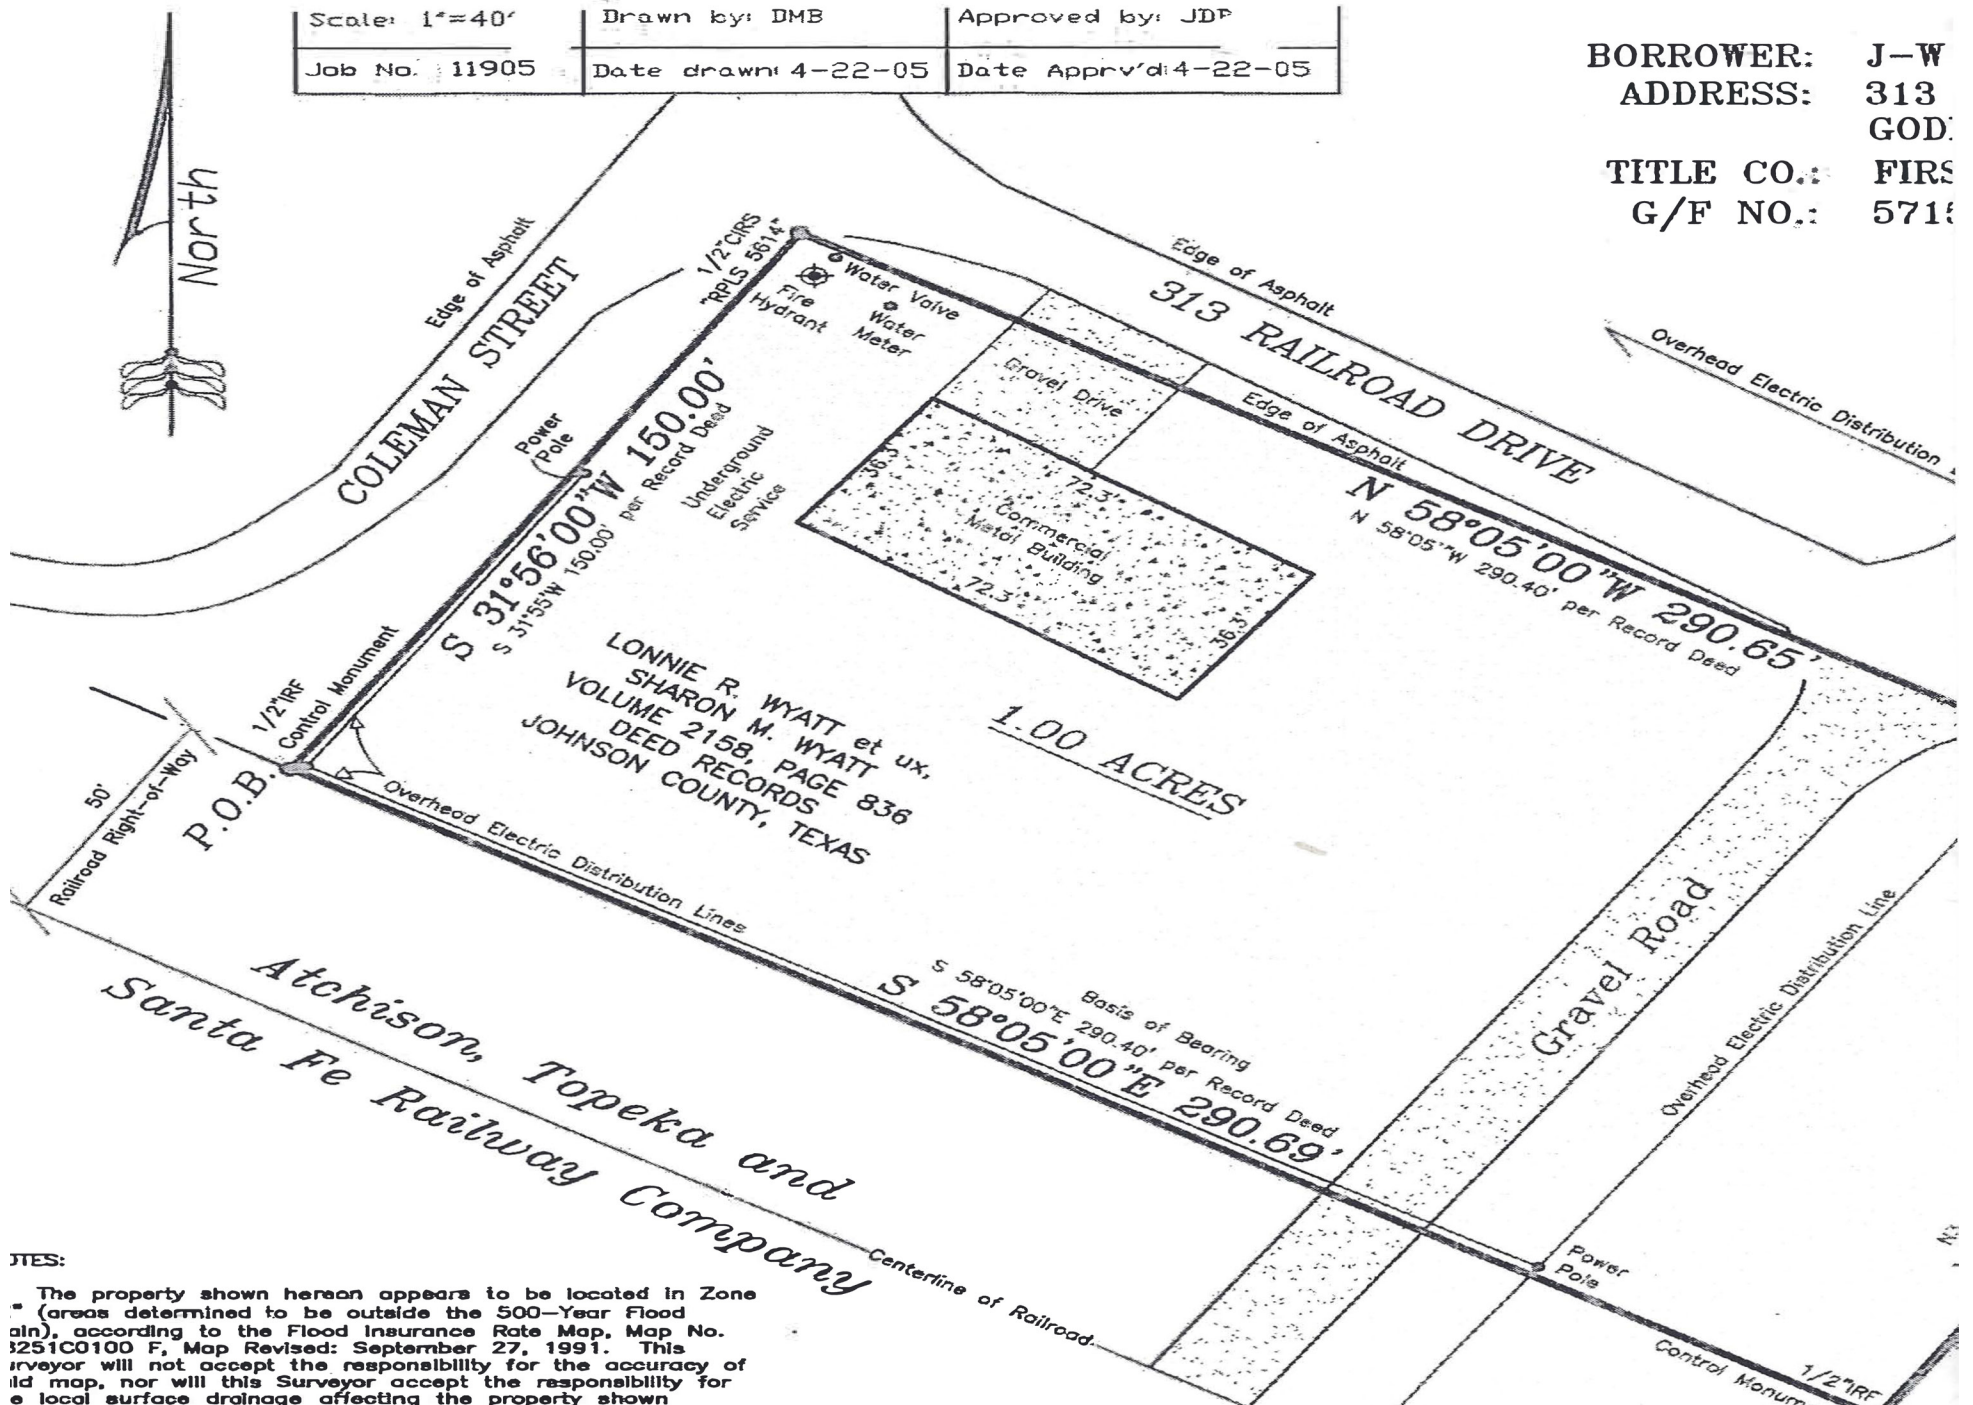 Scale: 1"=40'
Drawn by: DMB
Approved by: JDP
Job No. 11905
Date drawn: 4-22-05
Date Apprv'd: 4-22-05
BORROWER: J-W
ADDRESS: 313
GOD
TITLE CO.: FIRS
G/F NO.: 571
North
Edge of Asphalt
COLEMAN STREET
1/2"CIRS
"RPLS 5614"
Water Valve
Fire
Hydrant
Water
Meter
Edge of Asphalt
313 RAILROAD DRIVE
Overhead Electric Distribution
Gravel Drive
Edge of Asphalt
Power
Pole
S 31°56'00"W 150.00'
S 31°55'W 150.00' per Record Deed
Underground
Electric
Service
36.3'
72.3'
Commercial
Metal Building
72.3'
36.3'
N 58°05'00"W 290.65'
N 58°05'"W 290.40' per Record Deed
1/2"IRF
Control Monument
LONNIE R. WYATT et ux,
SHARON M. WYATT
VOLUME 2158, PAGE 836
DEED RECORDS
JOHNSON COUNTY, TEXAS
1.00 ACRES
50'
Railroad Right-of-Way
P.O.B.
Overhead Electric Distribution Lines
Gravel Road
Overhead Electric Distribution Line
Basis of Bearing
S 58°05'00"E 290.40' per Record Deed
S 58°05'00"E 290.69'
Atchison, Topeka and
Santa Fe Railway Company
Centerline of Railroad
Power
Pole
Control Monum
1/2"IRF
OTES:
The property shown hereon appears to be located in Zone
" (areas determined to be outside the 500-Year Flood
ain), according to the Flood Insurance Rate Map, Map No.
3251C0100 F, Map Revised: September 27, 1991. This
urveyor will not accept the responsibility for the accuracy of
id map, nor will this Surveyor accept the responsibility for
e local surface drainage affecting the property shown